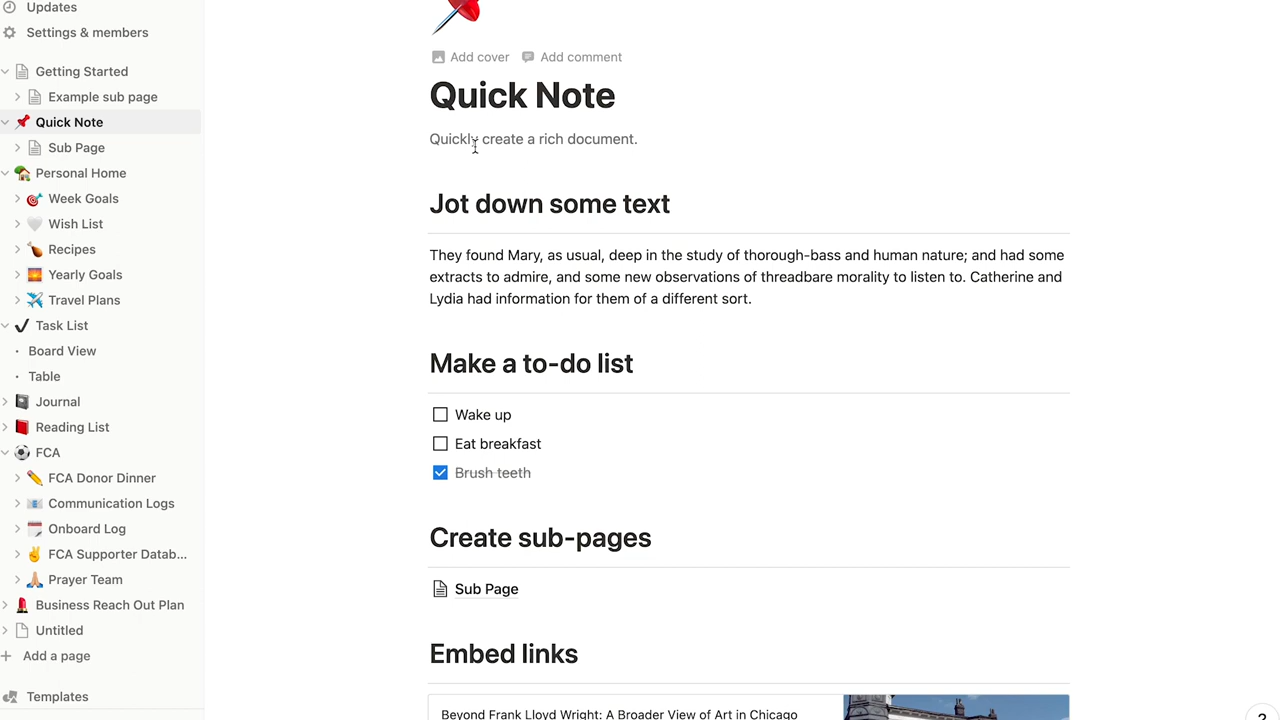 Updates
Settings & members
Getting Started
Example sub page
Quick Note
Sub Page
Personal Home
Week Goals
Wish List
Recipes
Yearly Goals
Travel Plans
Task List
Board View
Table
Journal
Reading List
FCA
FCA Donor Dinner
Communication Logs
Onboard Log
FCA Supporter Datab...
Prayer Team
Business Reach Out Plan
Untitled
Add a page
Templates
Add cover Add comment
Quick Note
Quickly create a rich document.
Jot down some text
They found Mary, as usual, deep in the study of thorough-bass and human nature; and had some
extracts to admire, and some new observations of threadbare morality to listen to. Catherine and
Lydia had information for them of a different sort.
Make a to-do list
Wake up
Eat breakfast
Brush teeth
Create sub-pages
Sub Page
Embed links
Beyond Frank Lloyd Wright: A Broader View of Art in Chicago
?